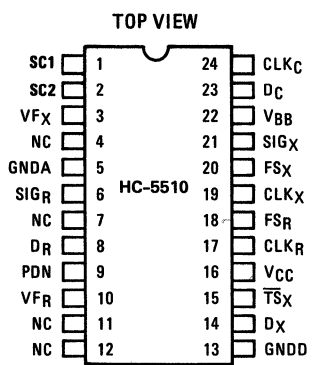 TOP VIEW
SC1 1 24 CLKC
SC2 2 23 DC
VFX 3 22 VBB
NC 4 21 SIGX
GNDA 5 20 FSX
SIGR 6 19 CLKX
HC-5510
NC 7 18 FSR
DR 8 17 CLKR
PDN 9 16 VCC
VFR 10 15 T̅S̅X
NC 11 14 DX
NC 12 13 GNDD